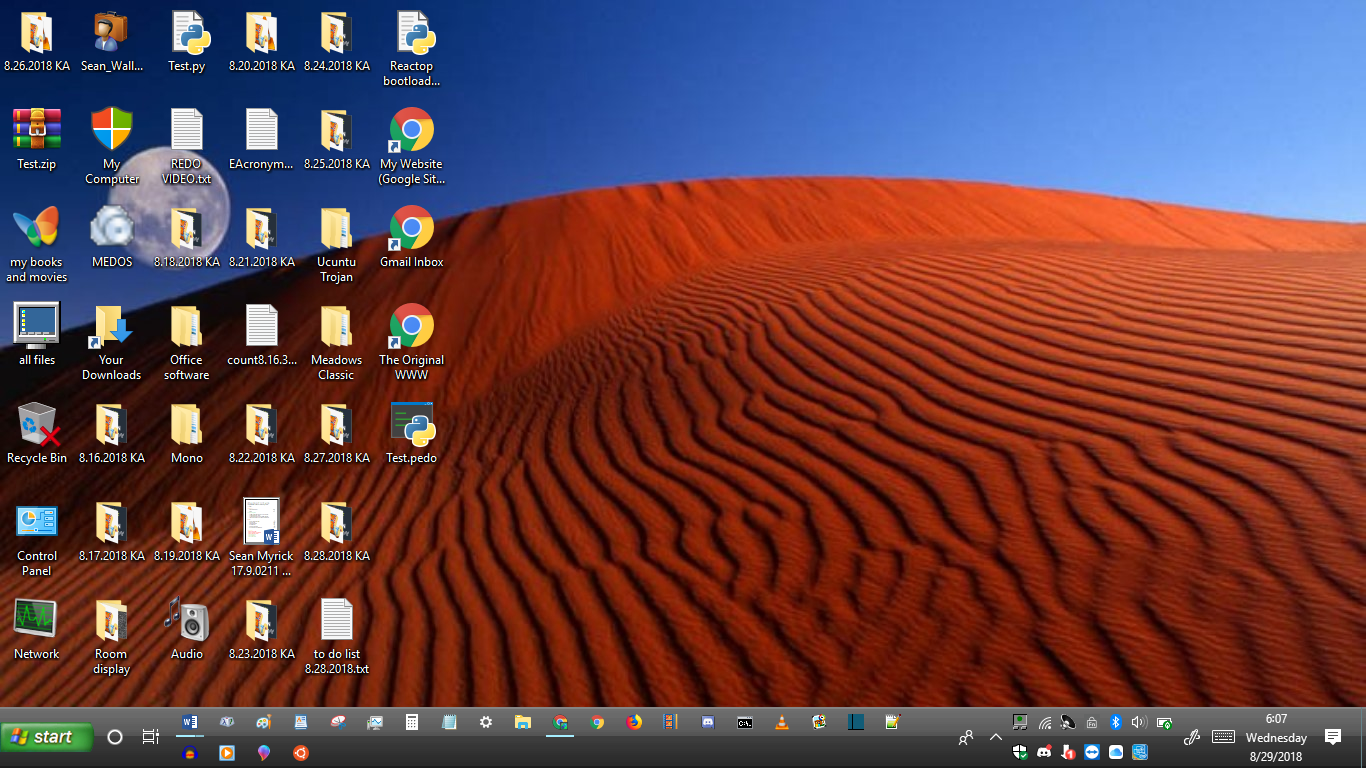 8.26.2018 KA
Sean_Wall...
Test.py
8.20.2018 KA
8.24.2018 KA
Reactop
bootload...
Test.zip
My
Computer
REDO
VIDEO.txt
EAcronym...
8.25.2018 KA
My Website
(Google Sit...
my books
and movies
MEDOS
8.18.2018 KA
8.21.2018 KA
Ucuntu
Trojan
Gmail Inbox
all files
Your
Downloads
Office
software
count8.16.3...
Meadows
Classic
The Original
WWW
Recycle Bin
8.16.2018 KA
Mono
8.22.2018 KA
8.27.2018 KA
Test.pedo
Control
Panel
8.17.2018 KA
8.19.2018 KA
Sean Myrick
17.9.0211 ...
8.28.2018 KA
Network
Room
display
Audio
8.23.2018 KA
to do list
8.28.2018.txt
start
6:07
Wednesday
8/29/2018